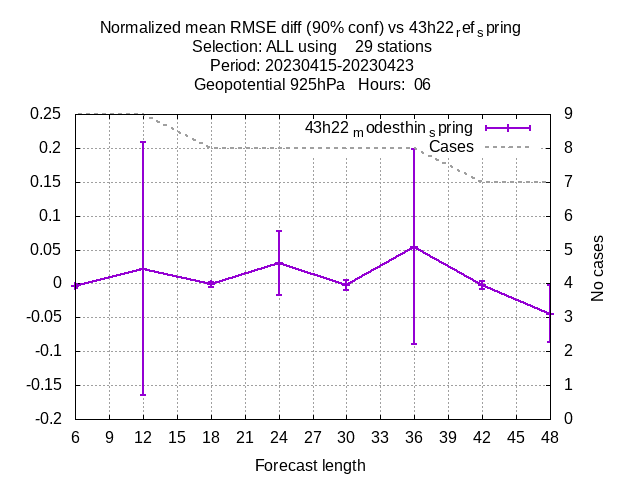 Normalized mean RMSE diff (90% conf) vs 43h22refspring
Selection: ALL using 29 stations
Period: 20230415-20230423
Geopotential 925hPa Hours: 06
43h22modesthinspring
Cases
0.25
0.2
0.15
0.1
0.05
0
-0.05
-0.1
-0.15
-0.2
9
8
7
6
5
4
3
2
1
0
No cases
6 9 12 15 18 21 24 27 30 33 36 39 42 45 48
Forecast length